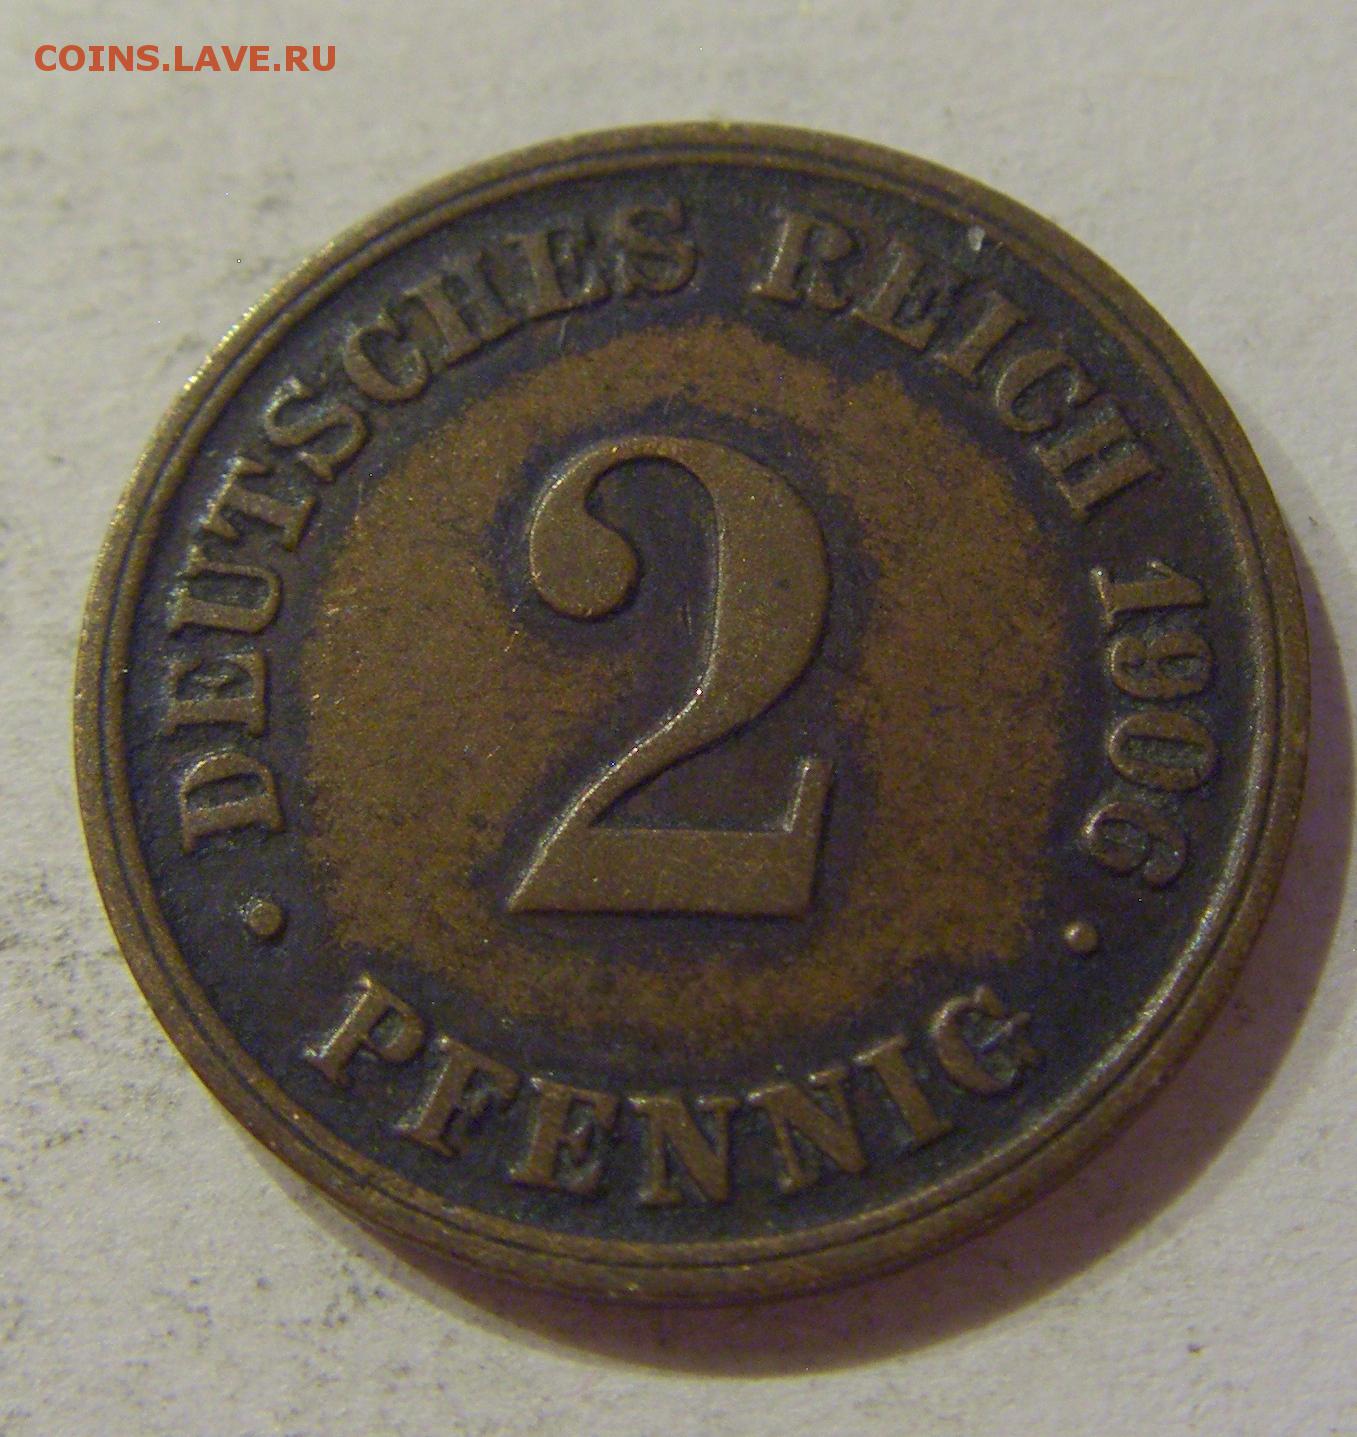 COINS.LAVE.RU
DEUTSCHES REICH 1906
2
PFENNIG